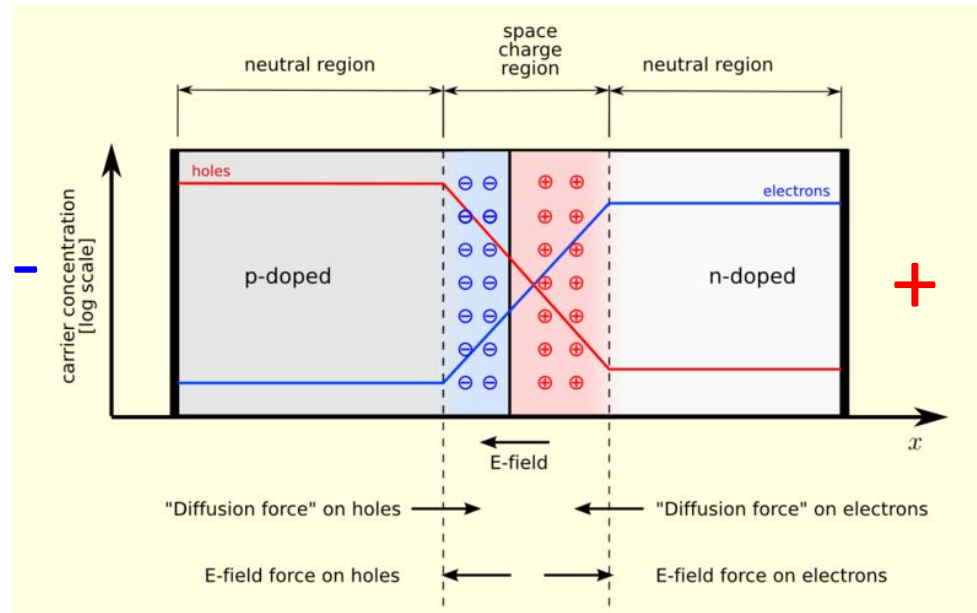 space
charge
region
neutral region
neutral region
holes
electrons
carrier concentration
[log scale]
-
p-doped
n-doped
+
x
E-field
"Diffusion force" on holes
"Diffusion force" on electrons
E-field force on holes
E-field force on electrons